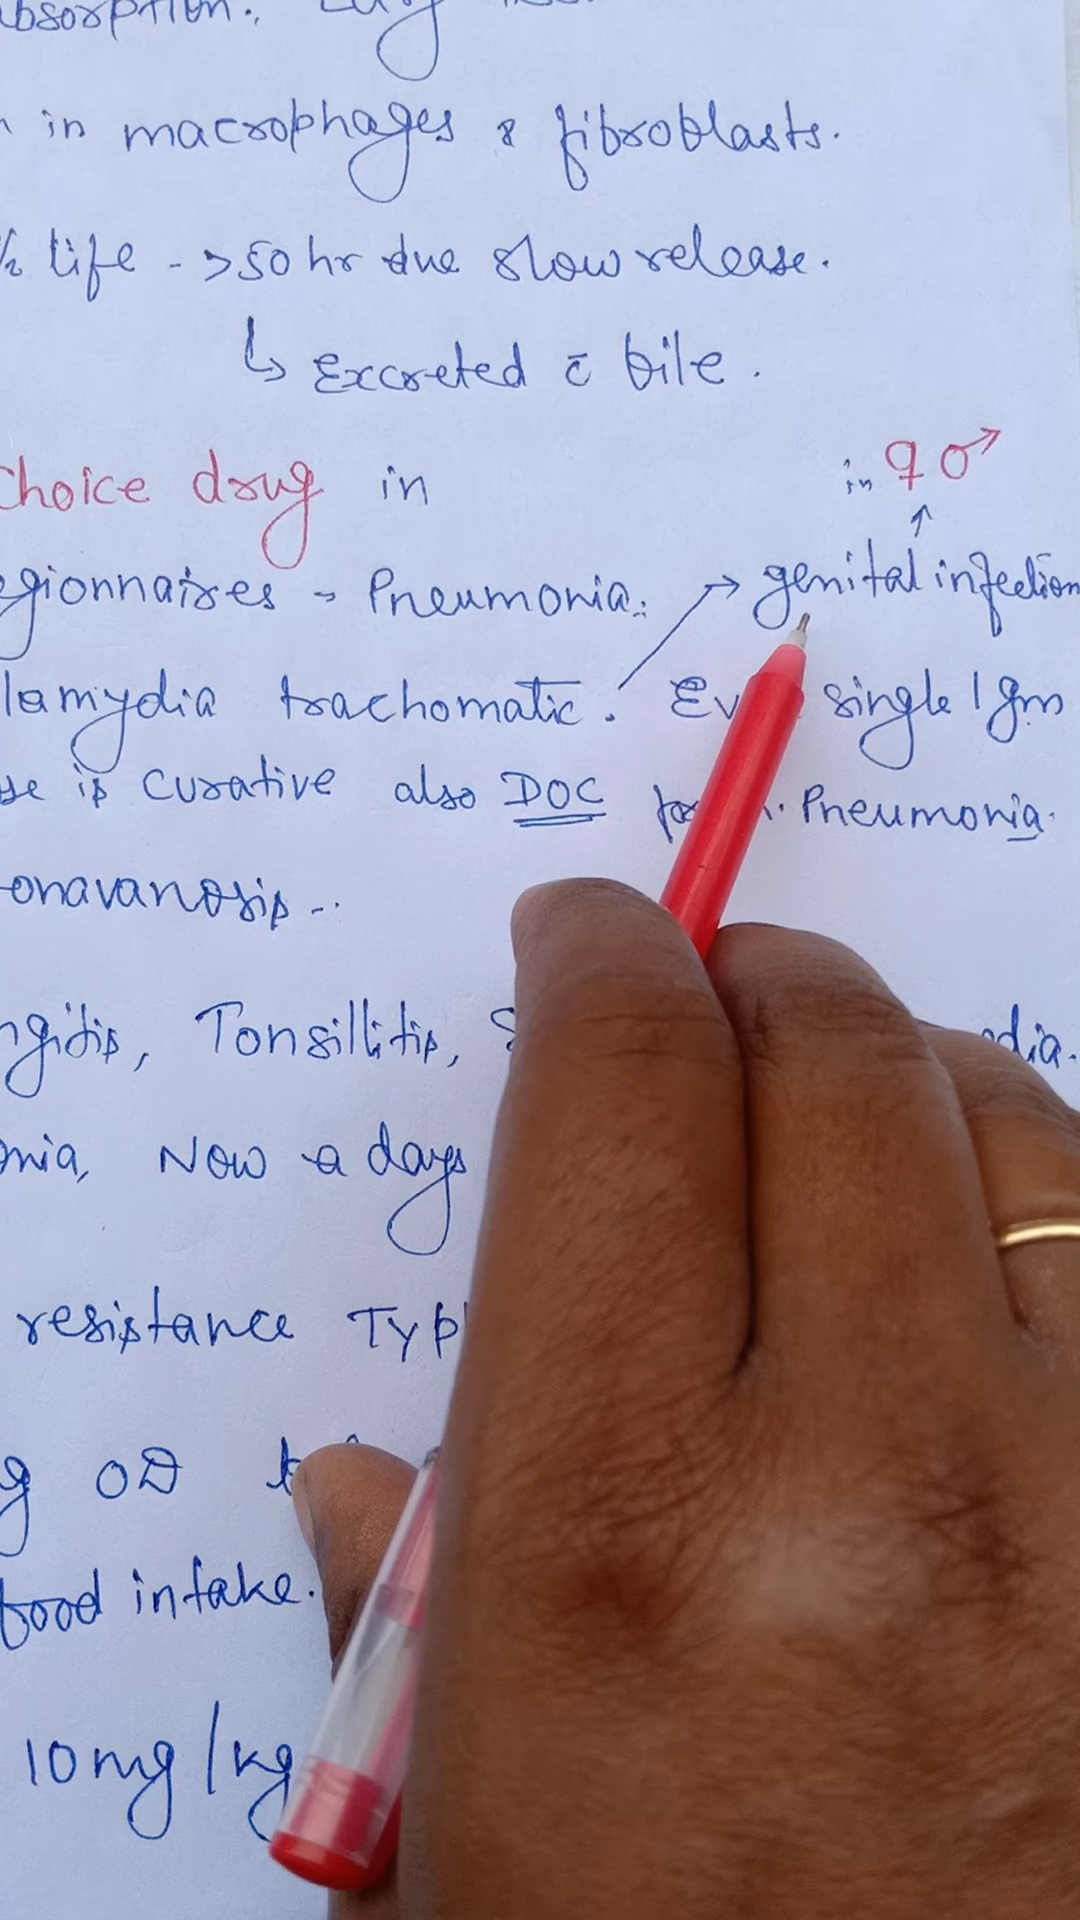 absorption.
in macrophages & fibroblasts.
½ life - >50 hr due slow release.
↳ Excreted c̄ bile.
in ♀ ♂
Choice drug in
egionnaires - Pneumonia. → genital infection
lamydia trachomatic. single 1gm
se is curative also DOC Pneumonia.
onavanosis..
ngitis, Tonsillitis, dia.
onia, Now a days
resistance Typ
g OD
food intake.
10mg/kg